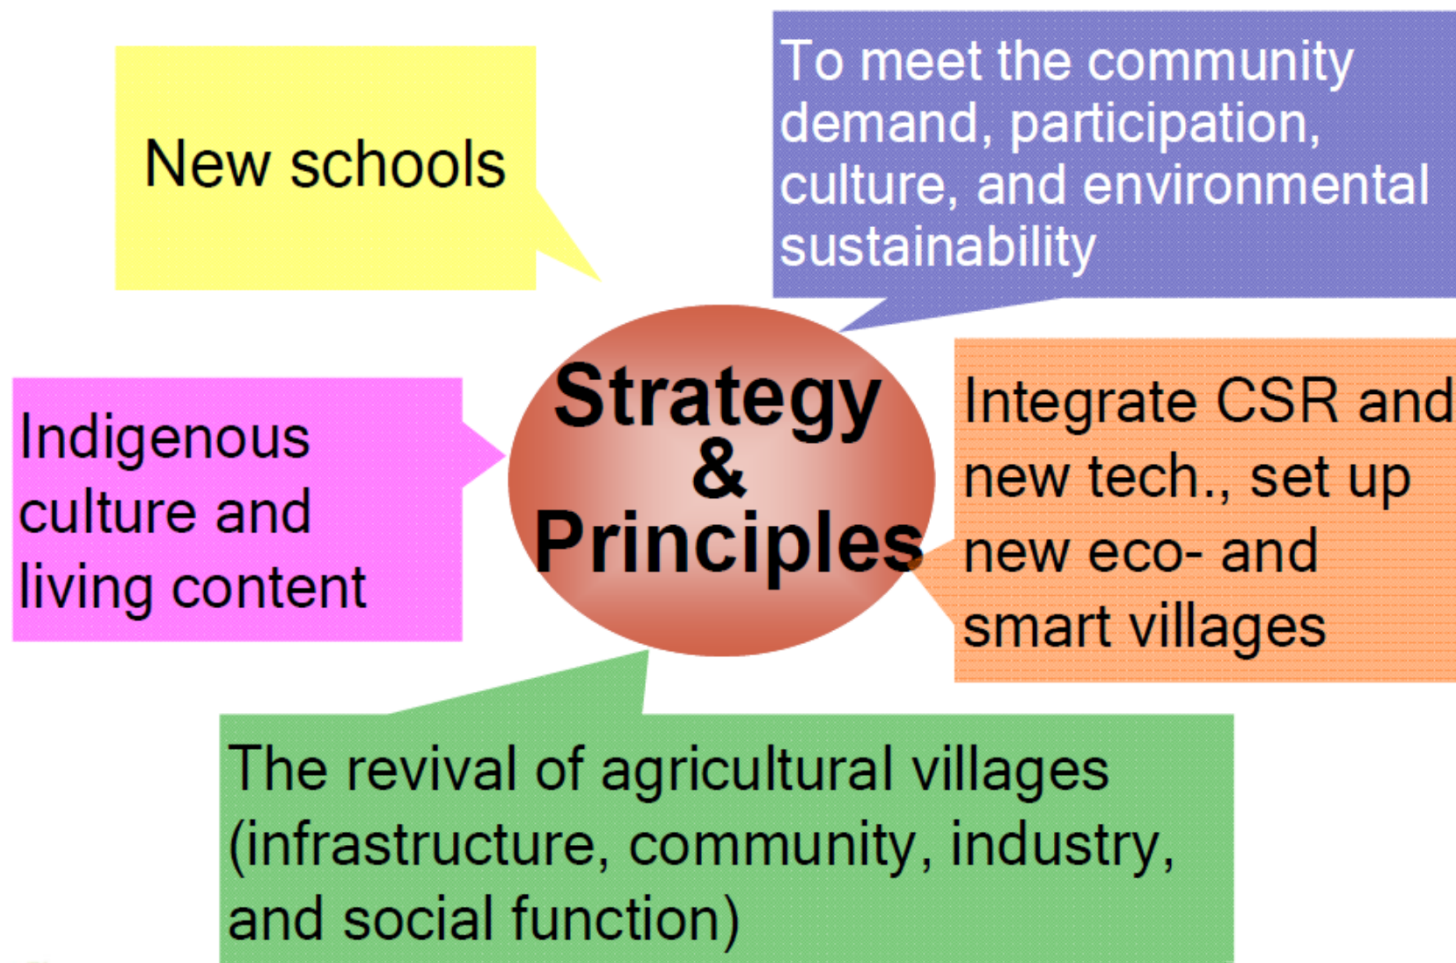 New schools
To meet the community
demand, participation,
culture, and environmental
sustainability
Strategy
&
Principles
Indigenous
culture and
living content
Integrate CSR and
new tech., set up
new eco- and
smart villages
The revival of agricultural villages
(infrastructure, community, industry,
and social function)